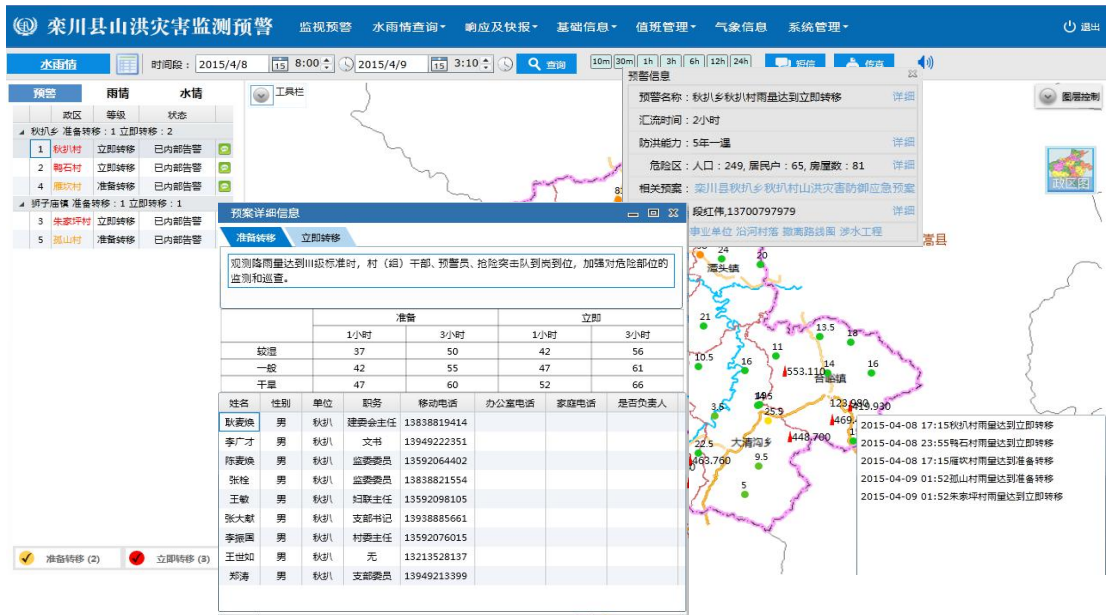 栾川县山洪灾害监测预警 监视预警 水雨情查询 响应及快报 基础信息 值班管理 气象信息 系统管理 退出
水雨情 时间段：2015/4/8 15 8:00 2015/4/9 15 3:10 查询 10m 30m 1h 3h 6h 12h 24h 短信 传真
预警 雨情 水情
政区 等级 状态
秋扒乡 准备转移：1 立即转移：2
1 秋扒村 立即转移 已内部告警
2 鸭石村 立即转移 已内部告警
4 雁坎村 准备转移 已内部告警
狮子庙镇 准备转移：1 立即转移：1
3 朱家坪村 立即转移 已内部告警
5 孤山村 准备转移 已内部告警
准备转移 (2) 立即转移 (3)
工具栏
图层控制
政区图
预警信息
预警名称：秋扒乡秋扒村雨量达到立即转移 详细
汇流时间：2小时
防洪能力：5年一遇 详细
危险区：人口：249, 居民户：65, 房屋数：81 详细
相关预案：栾川县秋扒乡秋扒村山洪灾害防御应急预案
段红伟,13700797979 详细
事业单位 沿河村落 撤离路线图 涉水工程
预案详细信息
准备转移 立即转移
观测降雨量达到III级标准时，村（组）干部、预警员、抢险突击队到岗到位，加强对危险部位的
监测和巡查。
准备 立即
1小时 3小时 1小时 3小时
较湿 37 50 42 56
一般 42 55 47 61
干旱 47 60 52 66
姓名 性别 单位 职务 移动电话 办公室电话 家庭电话 是否负责人
耿麦焕 男 秋扒 建委会主任 13838819414
李广才 男 秋扒 文书 13949222351
陈麦焕 男 秋扒 监委委员 13592064402
张栓 男 秋扒 监委委员 13838821554
王敏 男 秋扒 妇联主任 13592098105
张大献 男 秋扒 支部书记 13938885661
李振国 男 秋扒 村委主任 13592076015
王世如 男 秋扒 无 13213528137
郑涛 男 秋扒 支部委员 13949213399
嵩县
24
20
潭头镇
21
13.5
18
11
10.5
16
553.110
14
16
合峪镇
3.5
25.5
123.980
419.930
469.
22.5
大清沟乡
448.700
463.760
9.5
5
2015-04-08 17:15秋扒村雨量达到立即转移
2015-04-08 23:55鸭石村雨量达到立即转移
2015-04-08 17:15雁坎村雨量达到准备转移
2015-04-09 01:52孤山村雨量达到准备转移
2015-04-09 01:52朱家坪村雨量达到立即转移